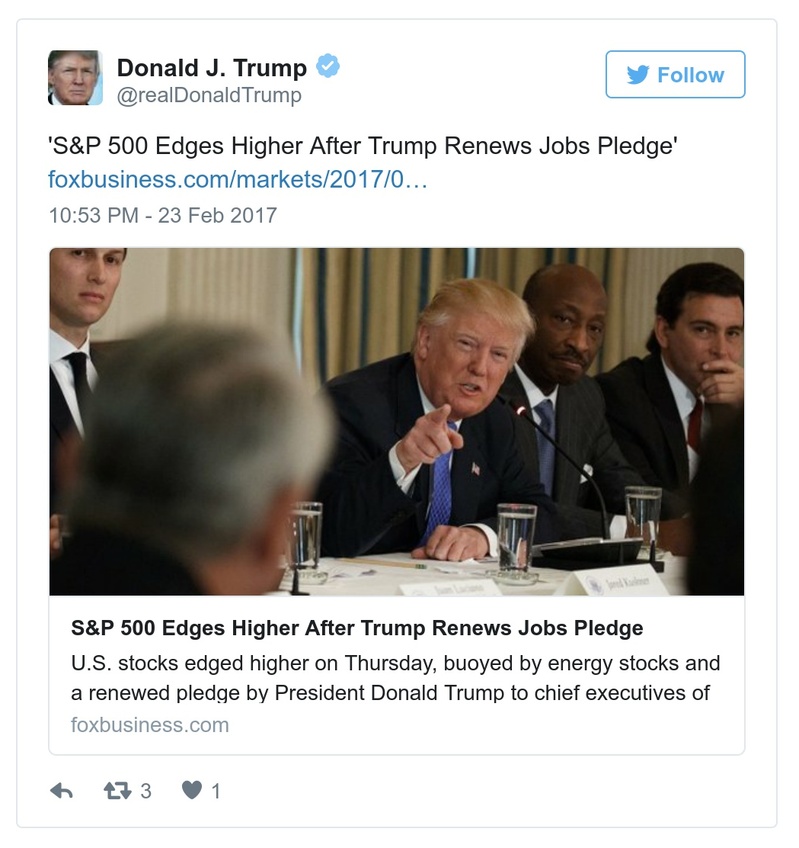 Donald J. Trump
@realDonaldTrump
Follow
'S&P 500 Edges Higher After Trump Renews Jobs Pledge'
foxbusiness.com/markets/2017/0…
10:53 PM - 23 Feb 2017
Jared Kushner
S&P 500 Edges Higher After Trump Renews Jobs Pledge
U.S. stocks edged higher on Thursday, buoyed by energy stocks and
a renewed pledge by President Donald Trump to chief executives of
foxbusiness.com
3
1